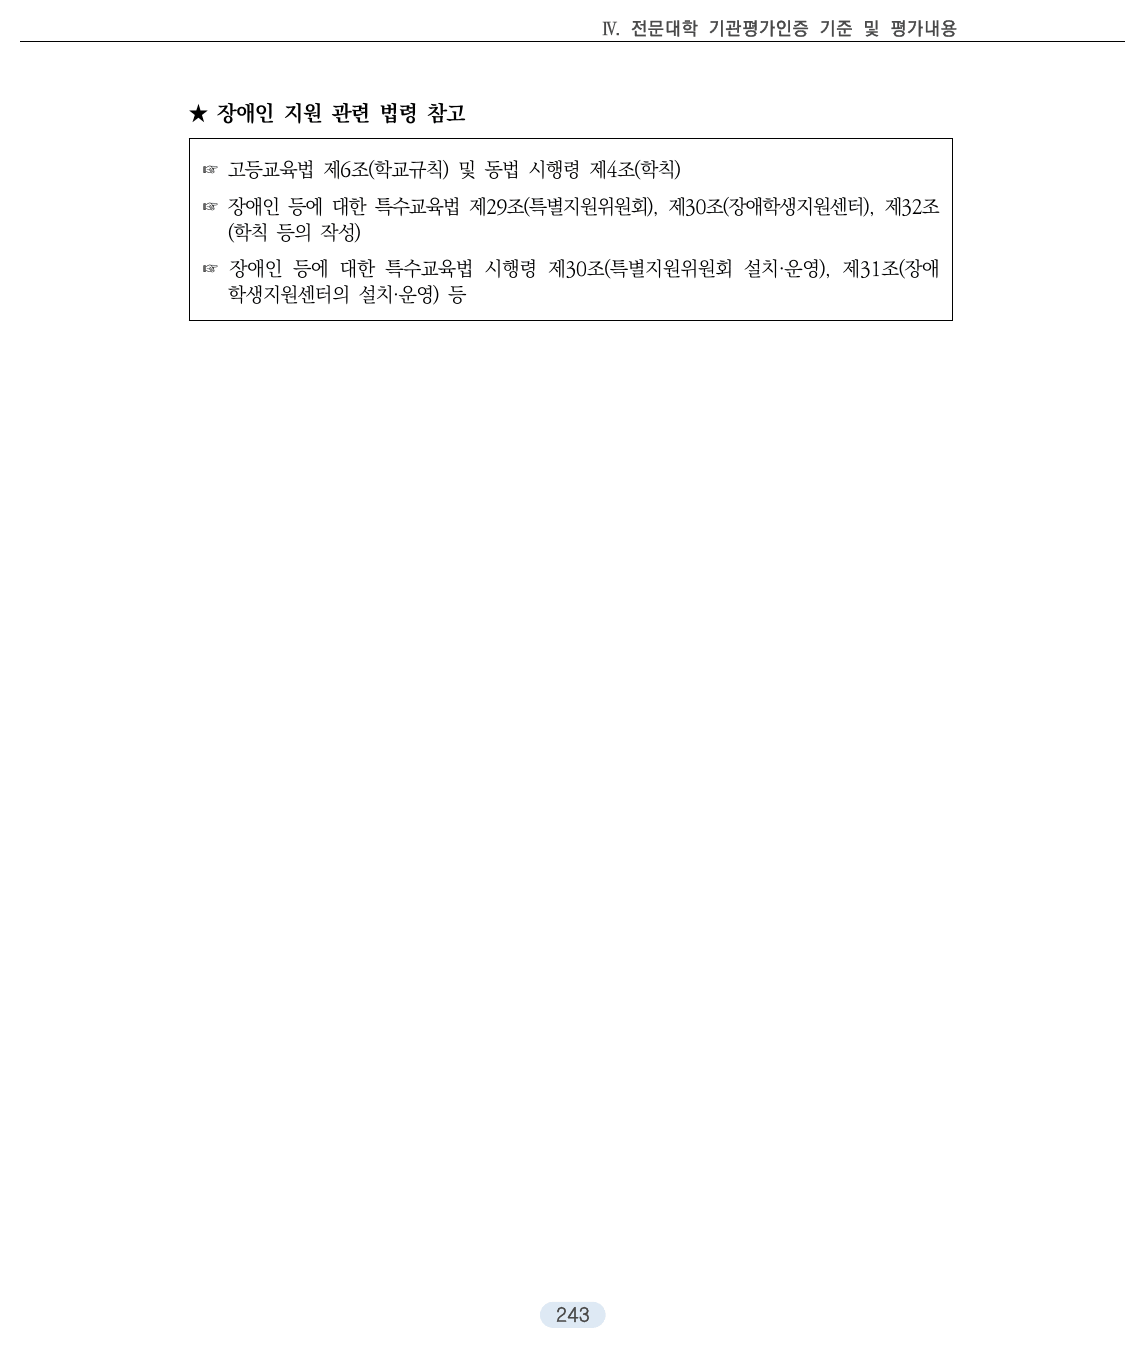 Ⅳ. 전문대학 기관평가인증 기준 및 평가내용
★ 장애인 지원 관련 법령 참고
☞ 고등교육법 제6조(학교규칙) 및 동법 시행령 제4조(학칙)
☞ 장애인 등에 대한 특수교육법 제29조(특별지원위원회), 제30조(장애학생지원센터), 제32조
(학칙 등의 작성)
☞ 장애인 등에 대한 특수교육법 시행령 제30조(특별지원위원회 설치·운영), 제31조(장애
학생지원센터의 설치·운영) 등
243